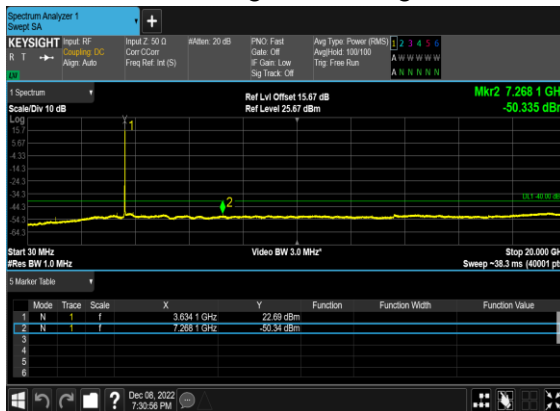 Spectrum Analyzer 1
Swept SA
KEYSIGHT
R T
Input: RF
Coupling: DC
Align: Auto
Input Z: 50 Ω
Corr CCorr
Freq Ref: Int (S)
#Atten: 20 dB
PNO: Fast
Gate: Off
IF Gain: Low
Sig Track: Off
Avg Type: Power (RMS)
Avg|Hold: 100/100
Trig: Free Run
1 2 3 4 5 6
A W W W W W
A N N N N N
1 Spectrum
Scale/Div 10 dB
Ref Lvl Offset 15.67 dB
Ref Level 25.67 dBm
Mkr2 7.268 1 GHz
-50.335 dBm
Log
15.7
5.67
-4.33
-14.3
-24.3
-34.3
-44.3
-54.3
-64.3
1
2
Start 30 MHz
#Res BW 1.0 MHz
Video BW 3.0 MHz*
Stop 20.000 GH
Sweep ~38.3 ms (40001 pt
5 Marker Table
Mode Trace Scale X Y Function Function Width Function Value
1 N 1 f 3.634 1 GHz 22.69 dBm
2 N 1 f 7.268 1 GHz -50.34 dBm
3
4
5
6
?
Dec 08, 2022
7:30:56 PM